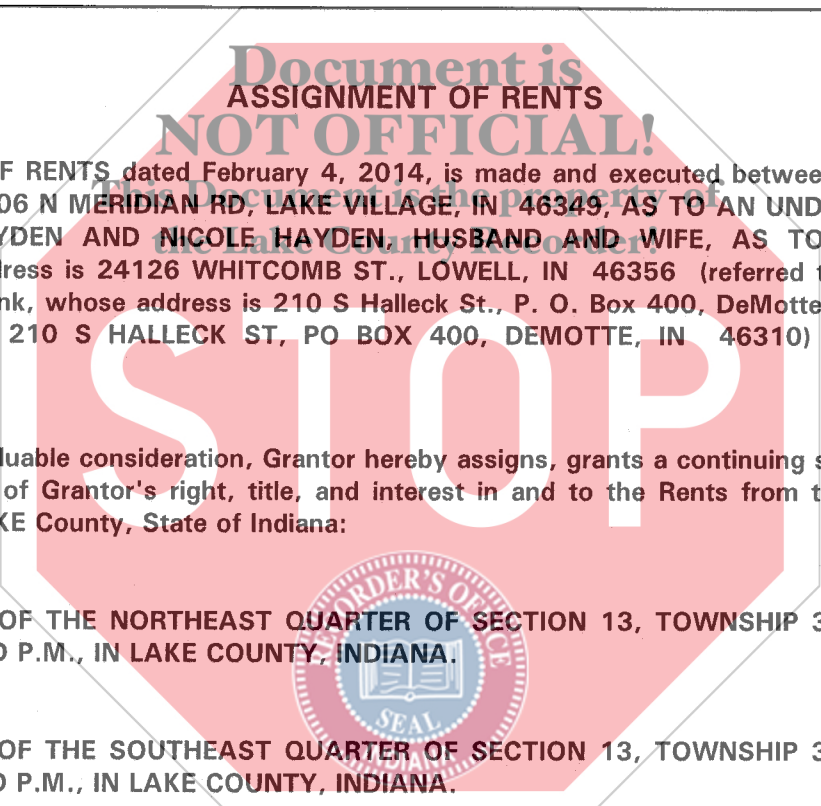 Document is
ASSIGNMENT OF RENTS
NOT OFFICIAL!
F RENTS dated February 4, 2014, is made and executed betwee
This Document is the property of
06 N MERIDIAN RD, LAKE VILLAGE, IN 46349, AS TO AN UND
the Lake County Recorder!
YDEN AND NICOLE HAYDEN, HUSBAND AND WIFE, AS TO
ress is 24126 WHITCOMB ST., LOWELL, IN 46356 (referred t
nk, whose address is 210 S Halleck St., P. O. Box 400, DeMotte
210 S HALLECK ST, PO BOX 400, DEMOTTE, IN 46310)
STOP
luable consideration, Grantor hereby assigns, grants a continuing s
of Grantor's right, title, and interest in and to the Rents from t
KE County, State of Indiana:
RECORDER'S OFFICE
OF THE NORTHEAST QUARTER OF SECTION 13, TOWNSHIP 3
D P.M., IN LAKE COUNTY, INDIANA.
SEAL
INDIANA
OF THE SOUTHEAST QUARTER OF SECTION 13, TOWNSHIP 3
D P.M., IN LAKE COUNTY, INDIANA.